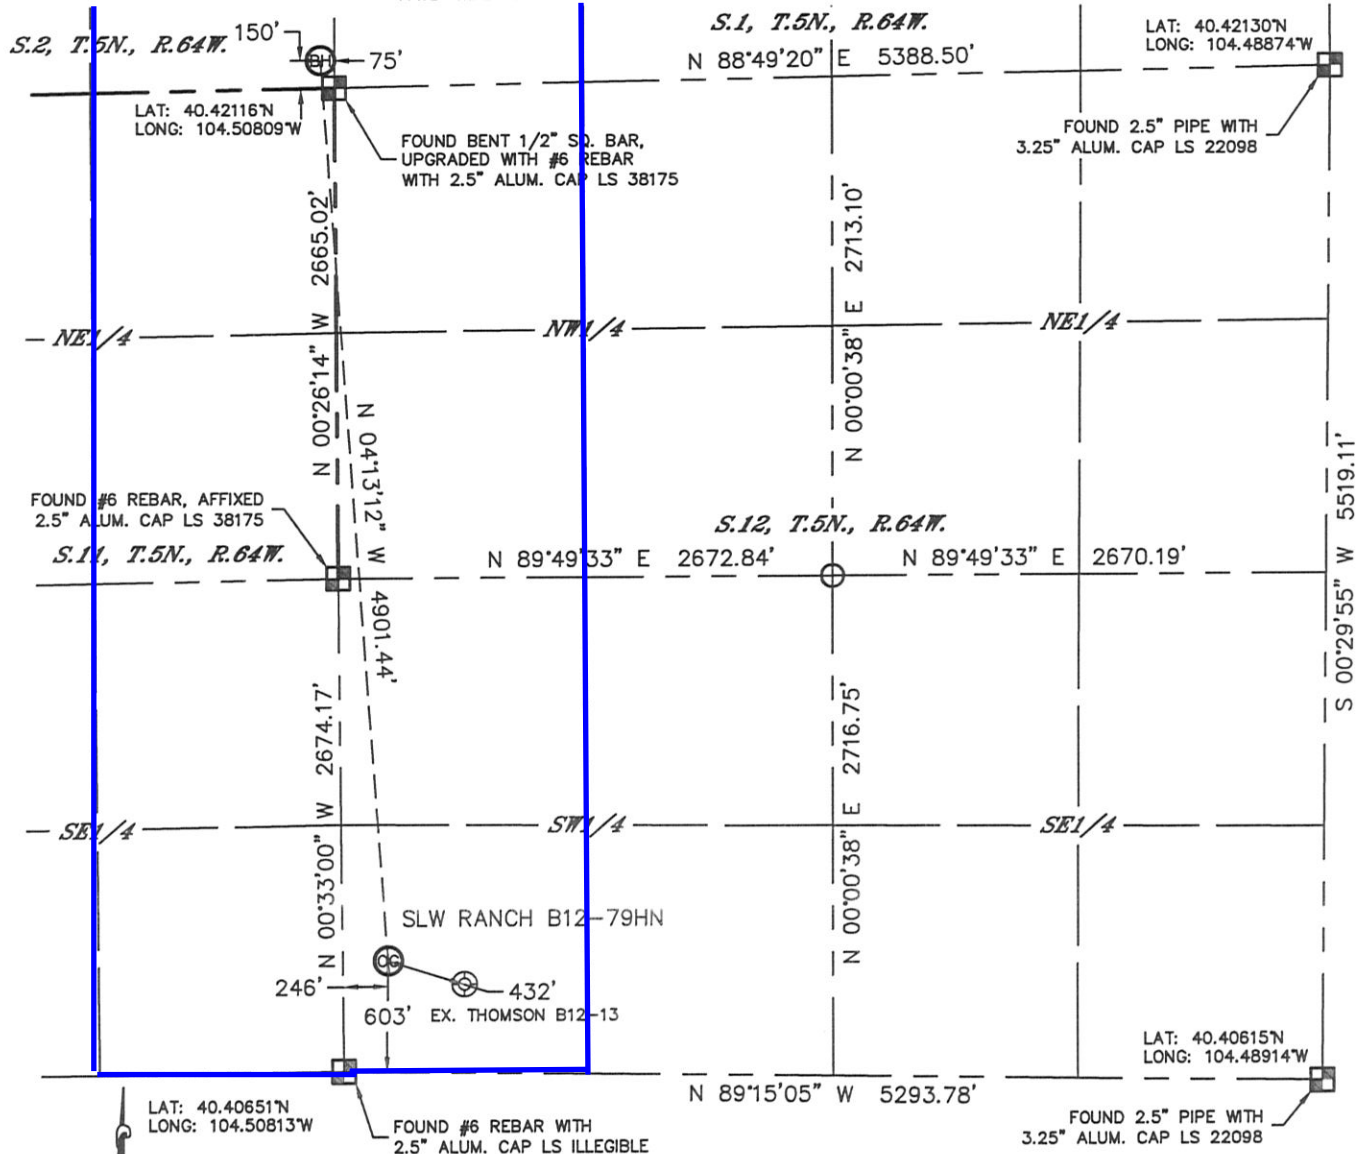 S.2, T.5N., R.64W.
150'
BH
75'
S.1, T.5N., R.64W.
N 88°49'20" E 5388.50'
LAT: 40.42130°N
LONG: 104.48874°W
LAT: 40.42116°N
LONG: 104.50809°W
FOUND BENT 1/2" SQ. BAR,
UPGRADED WITH #6 REBAR
WITH 2.5" ALUM. CAP LS 38175
FOUND 2.5" PIPE WITH
3.25" ALUM. CAP LS 22098
N 00°26'14" W 2665.02'
N 00°00'38" E 2713.10'
NE1/4
NW1/4
NE1/4
N 04°13'12" W 4901.44'
S 00°29'55" W 5519.11'
FOUND #6 REBAR, AFFIXED
2.5" ALUM. CAP LS 38175
S.11, T.5N., R.64W.
S.12, T.5N., R.64W.
N 89°49'33" E 2672.84'
N 89°49'33" E 2670.19'
N 00°33'00" W 2674.17'
N 00°00'38" E 2716.75'
SE1/4
SW1/4
SE1/4
SLW RANCH B12-79HN
OG
246'
432'
603'
EX. THOMSON B12-13
LAT: 40.40615°N
LONG: 104.48914°W
N 89°15'05" W 5293.78'
LAT: 40.40651°N
LONG: 104.50813°W
FOUND #6 REBAR WITH
2.5" ALUM. CAP LS ILLEGIBLE
FOUND 2.5" PIPE WITH
3.25" ALUM. CAP LS 22098